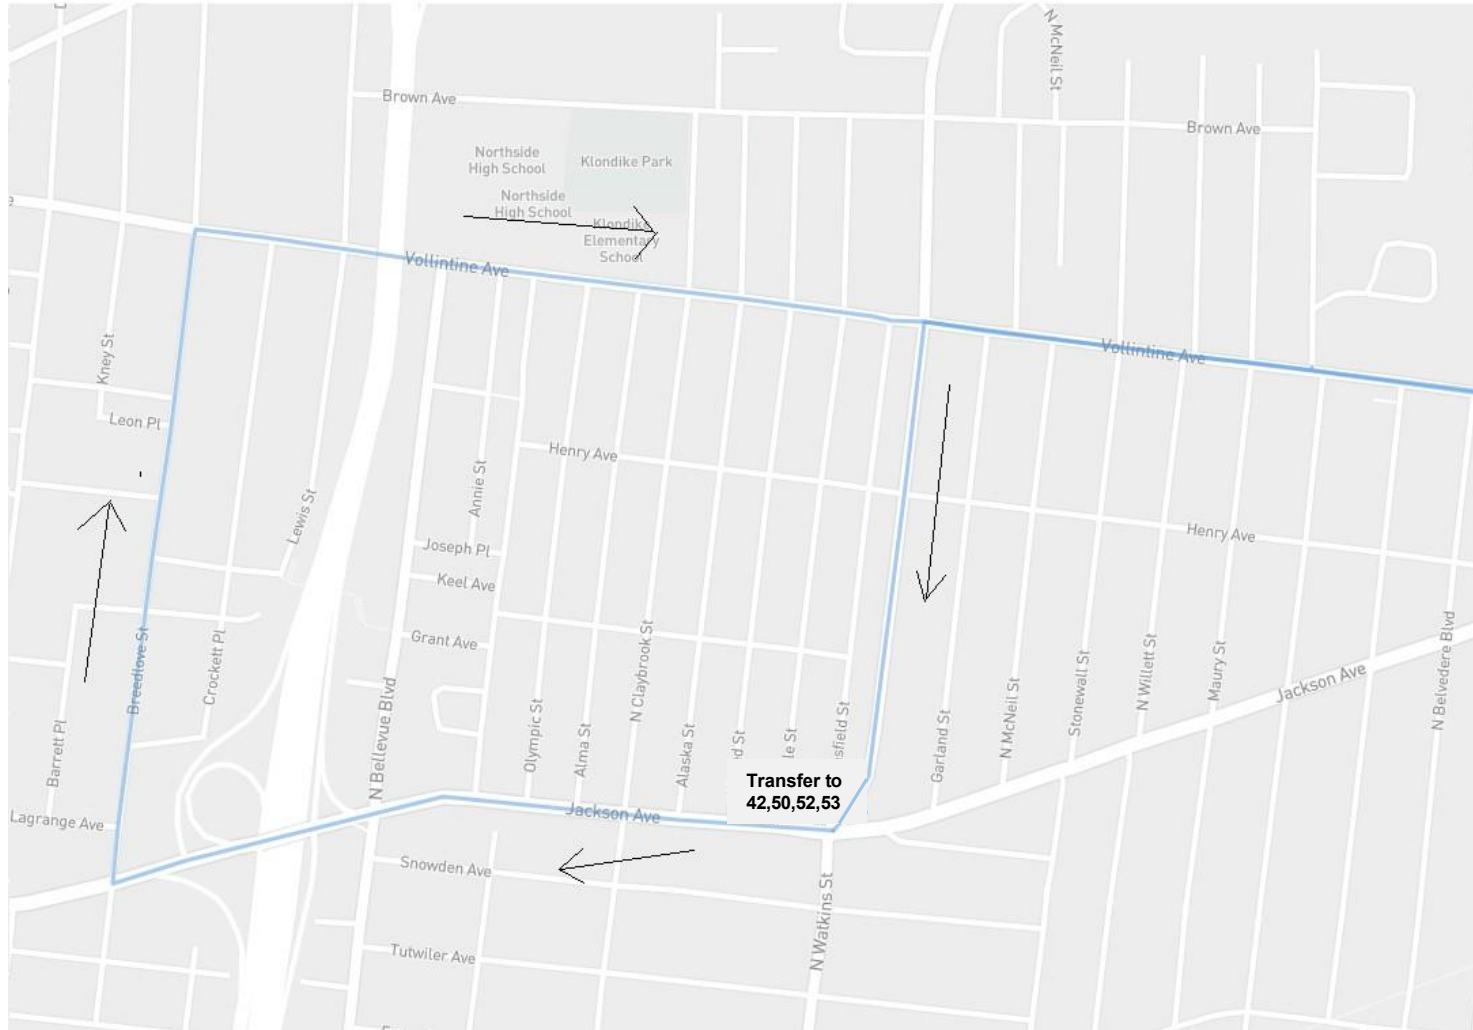 N McNeil St
Brown Ave
Brown Ave
Northside
High School
Klondike Park
Northside
High School
Klondike
Elementary
School
Vollintine Ave
Vollintine Ave
Kney St
Leon Pl
Henry Ave
Annie St
Lewis St
Henry Ave
Joseph Pl
Keel Ave
Grant Ave
Breedlove St
Crockett Pl
Barrett Pl
N Bellevue Blvd
Olympic St
Alma St
N Claybrook St
Alaska St
Garland St
N McNeil St
Stonewall St
N Willett St
Maury St
Jackson Ave
N Belvedere Blvd
Transfer to
42,50,52,53
Lagrange Ave
Jackson Ave
Snowden Ave
N Watkins St
Tutwiler Ave